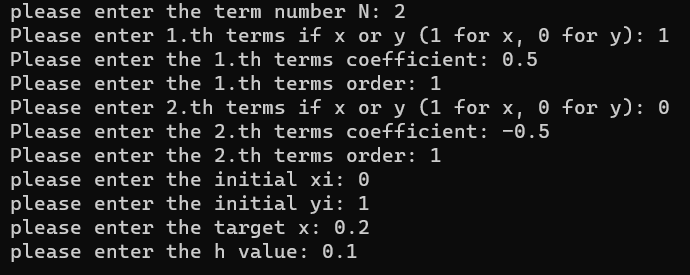 please enter the term number N: 2
Please enter 1.th terms if x or y (1 for x, 0 for y): 1
Please enter the 1.th terms coefficient: 0.5
Please enter the 1.th terms order: 1
Please enter 2.th terms if x or y (1 for x, 0 for y): 0
Please enter the 2.th terms coefficient: -0.5
Please enter the 2.th terms order: 1
please enter the initial xi: 0
please enter the initial yi: 1
please enter the target x: 0.2
please enter the h value: 0.1